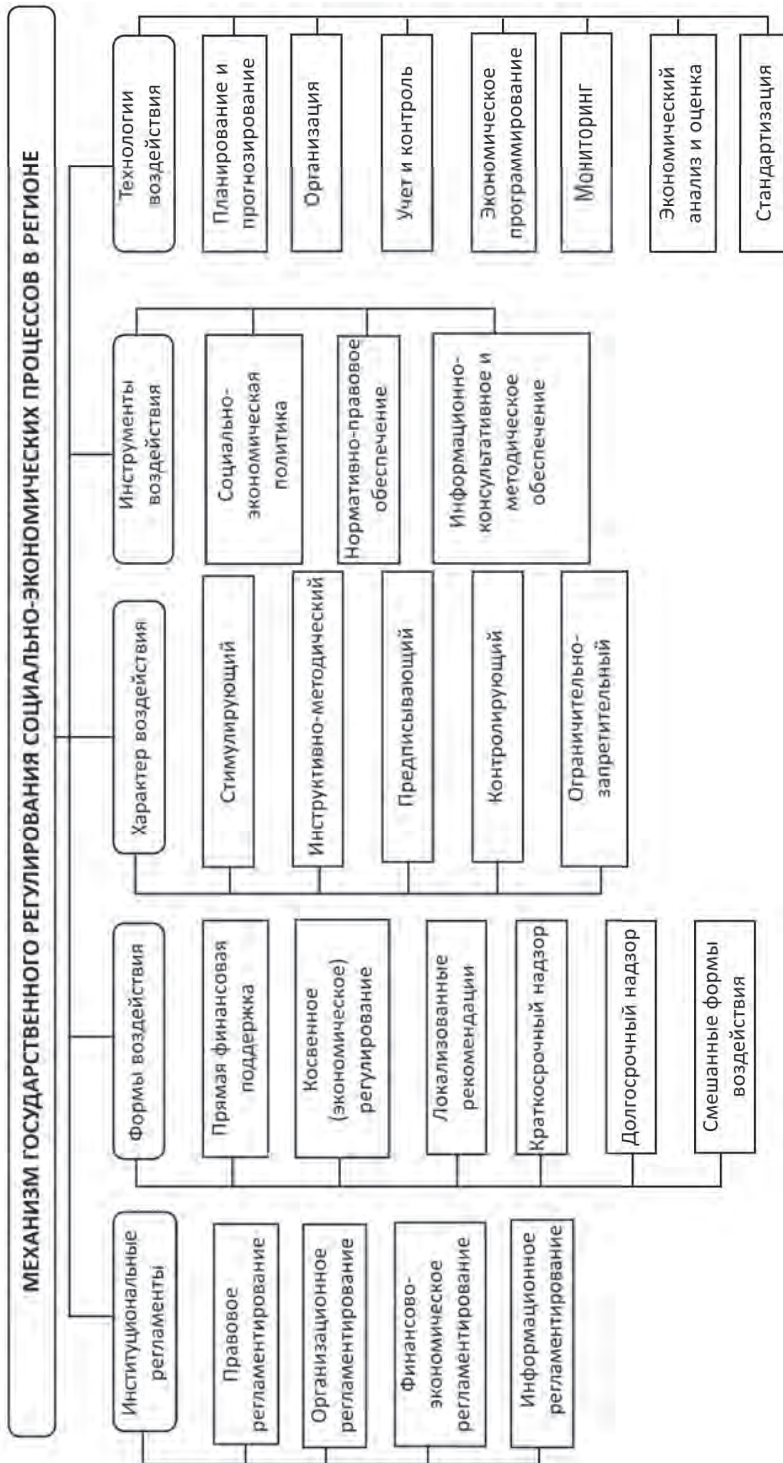 МЕХАНИЗМ ГОСУДАРСТВЕННОГО РЕГУЛИРОВАНИЯ СОЦИАЛЬНО-ЭКОНОМИЧЕСКИХ ПРОЦЕССОВ В РЕГИОНЕ
Институциональные
регламенты
Правовое
регламентирование
Организационное
регламентирование
Финансово-
экономическое
регламентирование
Информационное
регламентирование
Формы воздействия
Прямая финансовая
поддержка
Косвенное
(экономическое)
регулирование
Локализованные
рекомендации
Краткосрочный надзор
Долгосрочный надзор
Смешанные формы
воздействия
Характер воздействия
Стимулирующий
Инструктивно-методический
Предписывающий
Контролирующий
Ограничительно-
запретительный
Инструменты
воздействия
Социально-
экономическая
политика
Нормативно-правовое
обеспечение
Информационно-
консультативное и
методическое
обеспечение
Технологии
воздействия
Планирование и
прогнозирование
Организация
Учет и контроль
Экономическое
программирование
Мониторинг
Экономический
анализ и оценка
Стандартизация